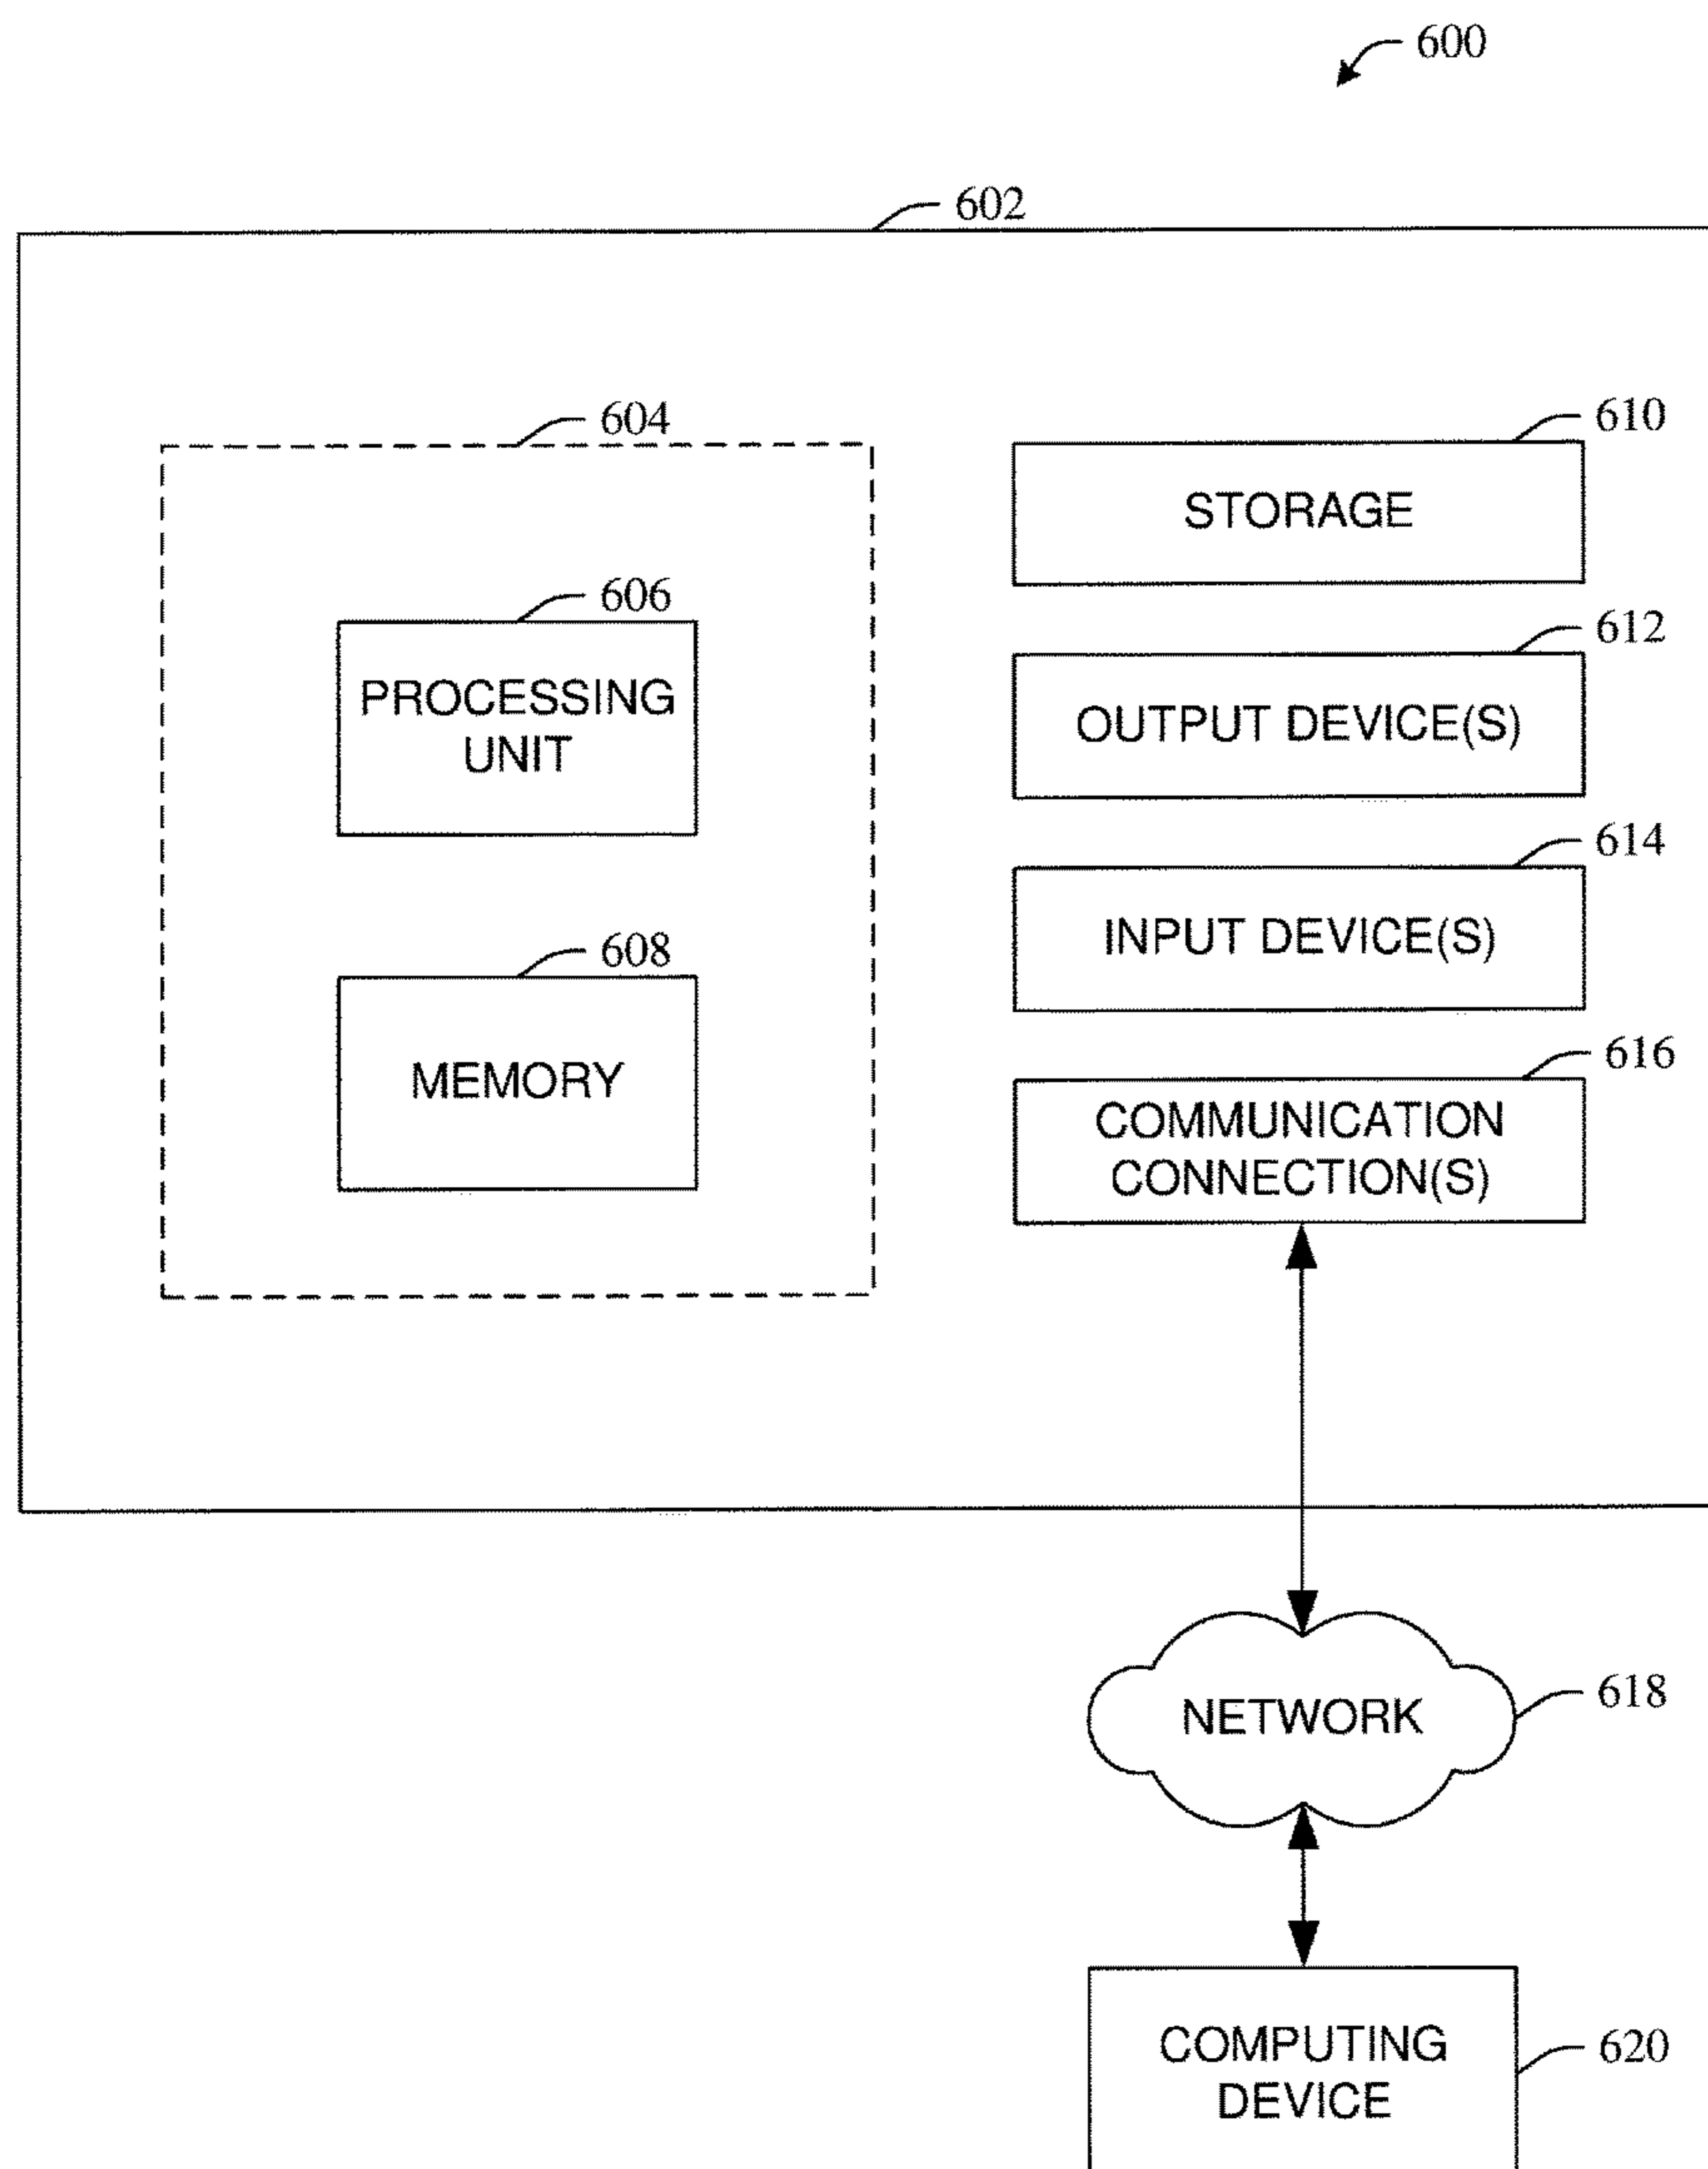 600
602
604
610
STORAGE
606
612
PROCESSING
UNIT
OUTPUT DEVICE(S)
614
INPUT DEVICE(S)
608
MEMORY
616
COMMUNICATION
CONNECTION(S)
NETWORK
618
COMPUTING
DEVICE
620